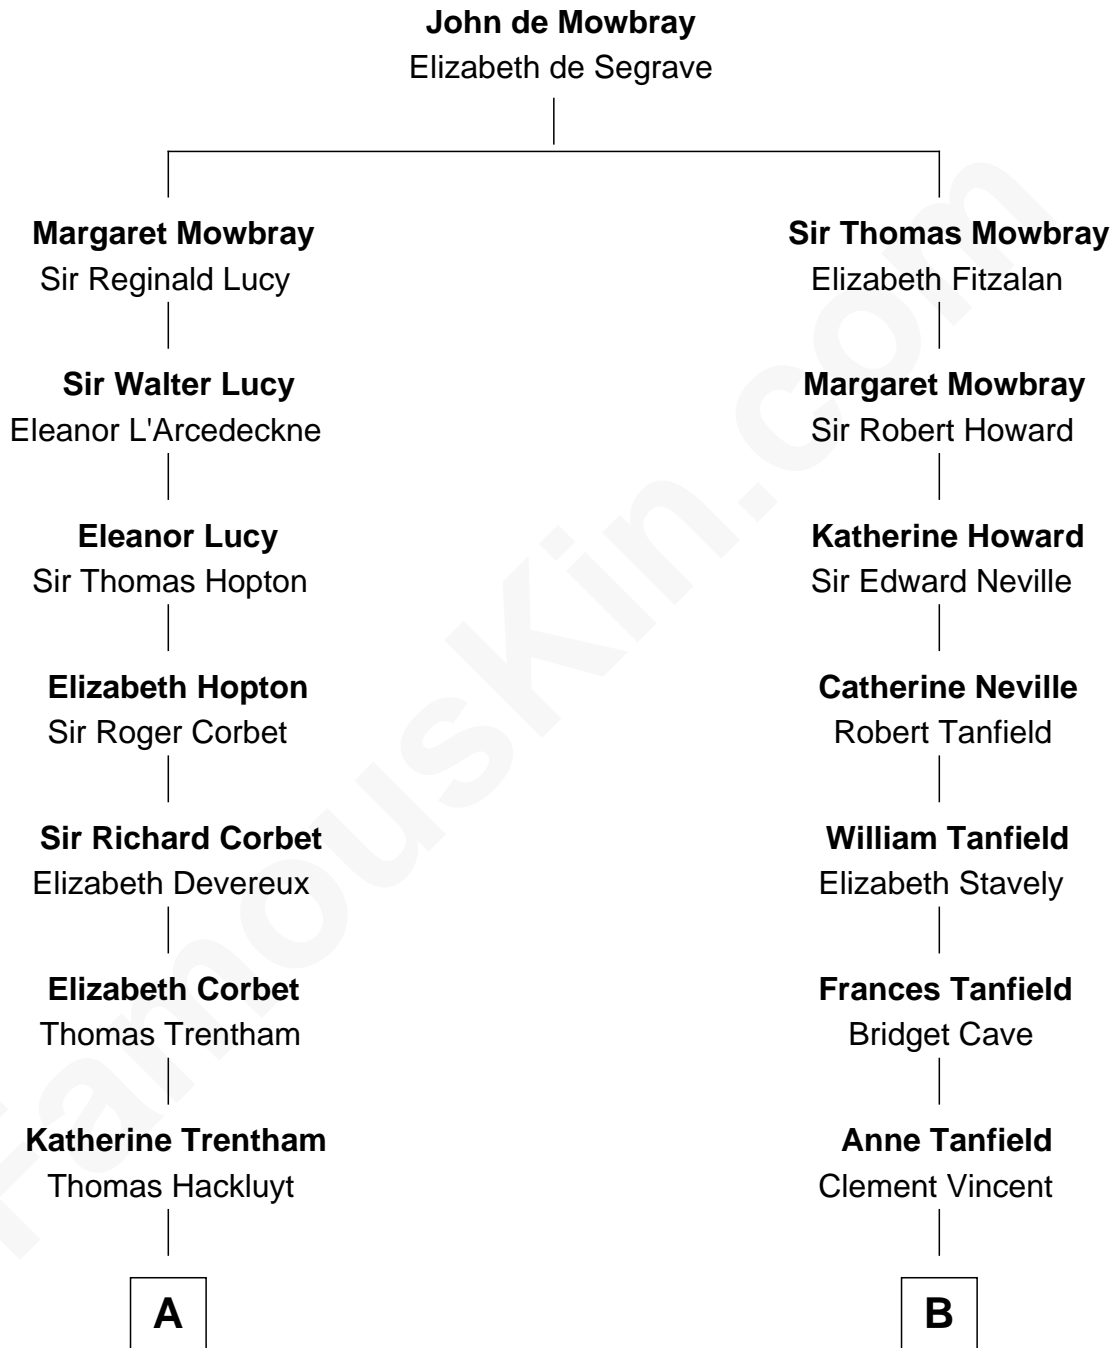 John de Mowbray
Elizabeth de Segrave
Margaret Mowbray
Sir Reginald Lucy
Sir Thomas Mowbray
Elizabeth Fitzalan
Sir Walter Lucy
Eleanor L'Arcedeckne
Margaret Mowbray
Sir Robert Howard
Eleanor Lucy
Sir Thomas Hopton
Katherine Howard
Sir Edward Neville
Elizabeth Hopton
Sir Roger Corbet
Catherine Neville
Robert Tanfield
Sir Richard Corbet
Elizabeth Devereux
William Tanfield
Elizabeth Stavely
Elizabeth Corbet
Thomas Trentham
Frances Tanfield
Bridget Cave
Katherine Trentham
Thomas Hackluyt
Anne Tanfield
Clement Vincent
A
B
FamousKin.com